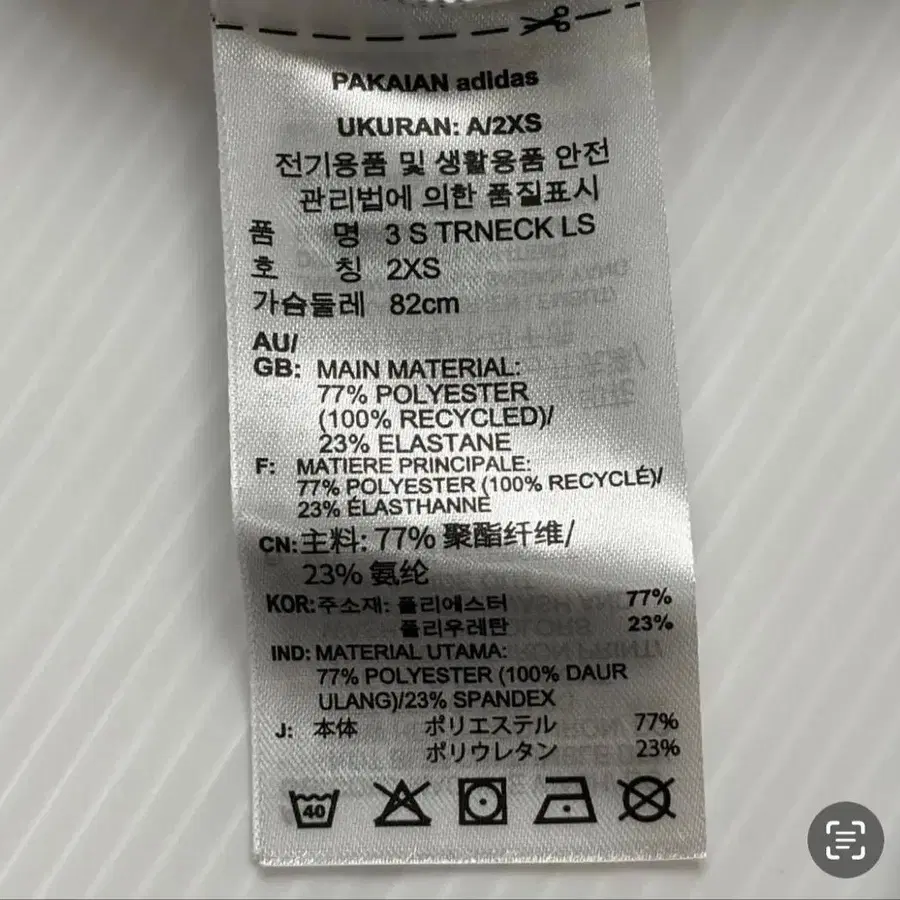 PAKAIAN adidas
UKURAN: A/2XS
전기용품 및 생활용품 안전
관리법에 의한 품질표시
품 명 3 S TRNECK LS
호 칭 2XS
가슴둘레 82cm
AU/
GB: MAIN MATERIAL:
77% POLYESTER
(100% RECYCLED)/
23% ELASTANE
F: MATIERE PRINCIPALE:
77% POLYESTER (100% RECYCLÉ)/
23% ÉLASTHANNE
CN: 主料: 77% 聚酯纤维/
23% 氨纶
KOR: 주소재: 폴리에스터 77%
폴리우레탄 23%
IND: MATERIAL UTAMA:
77% POLYESTER (100% DAUR
ULANG)/23% SPANDEX
J: 本体 ポリエステル 77%
ポリウレタン 23%
40